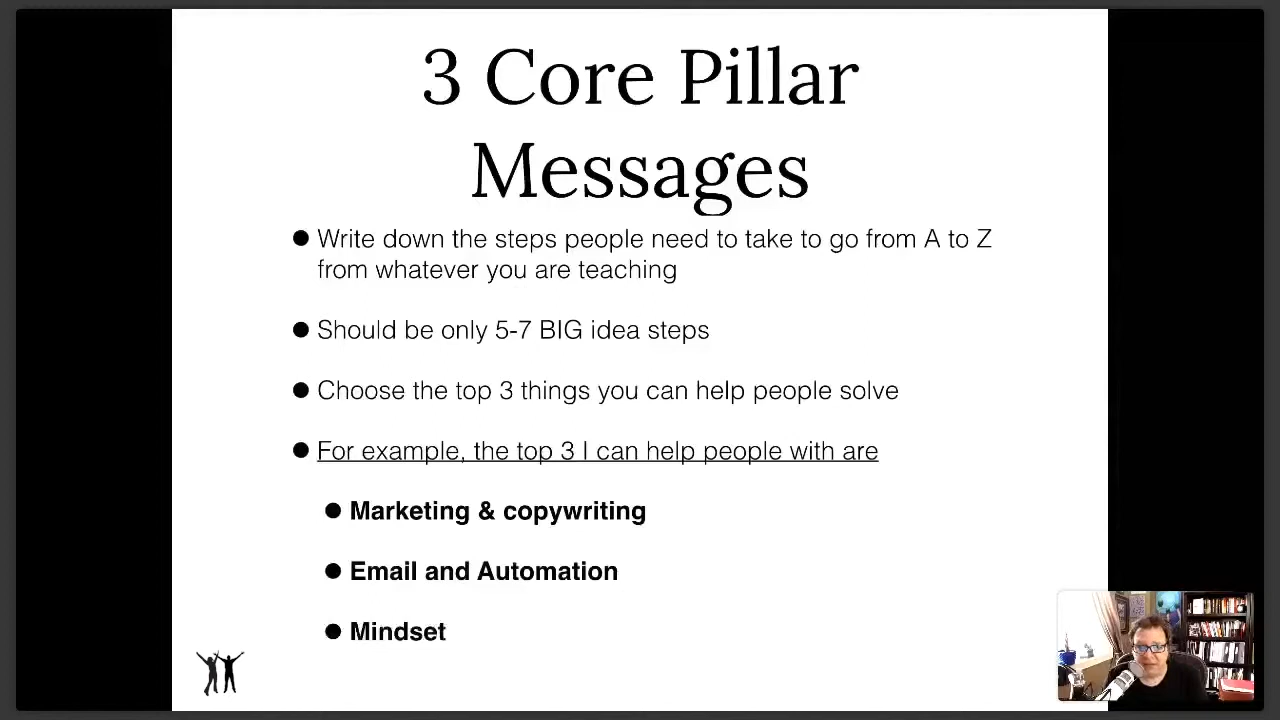 3 Core Pillar
Messages
● Write down the steps people need to take to go from A to Z
from whatever you are teaching
● Should be only 5-7 BIG idea steps
● Choose the top 3 things you can help people solve
● For example, the top 3 I can help people with are
● Marketing & copywriting
● Email and Automation
● Mindset